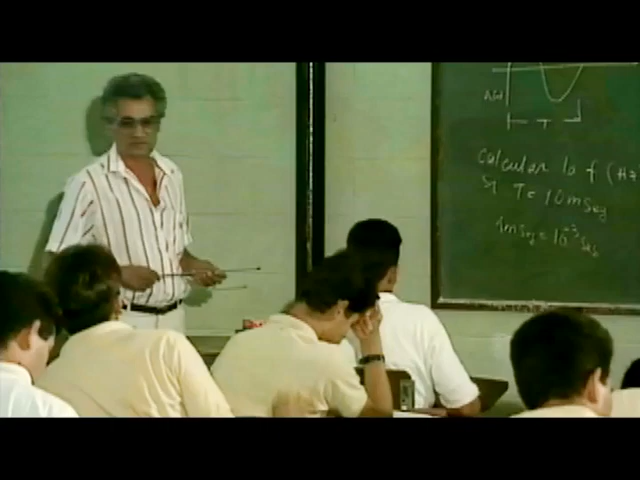 T
Calcular la f (Hz
Si T = 10mSeg
1mSeg = 10⁻³ Seg